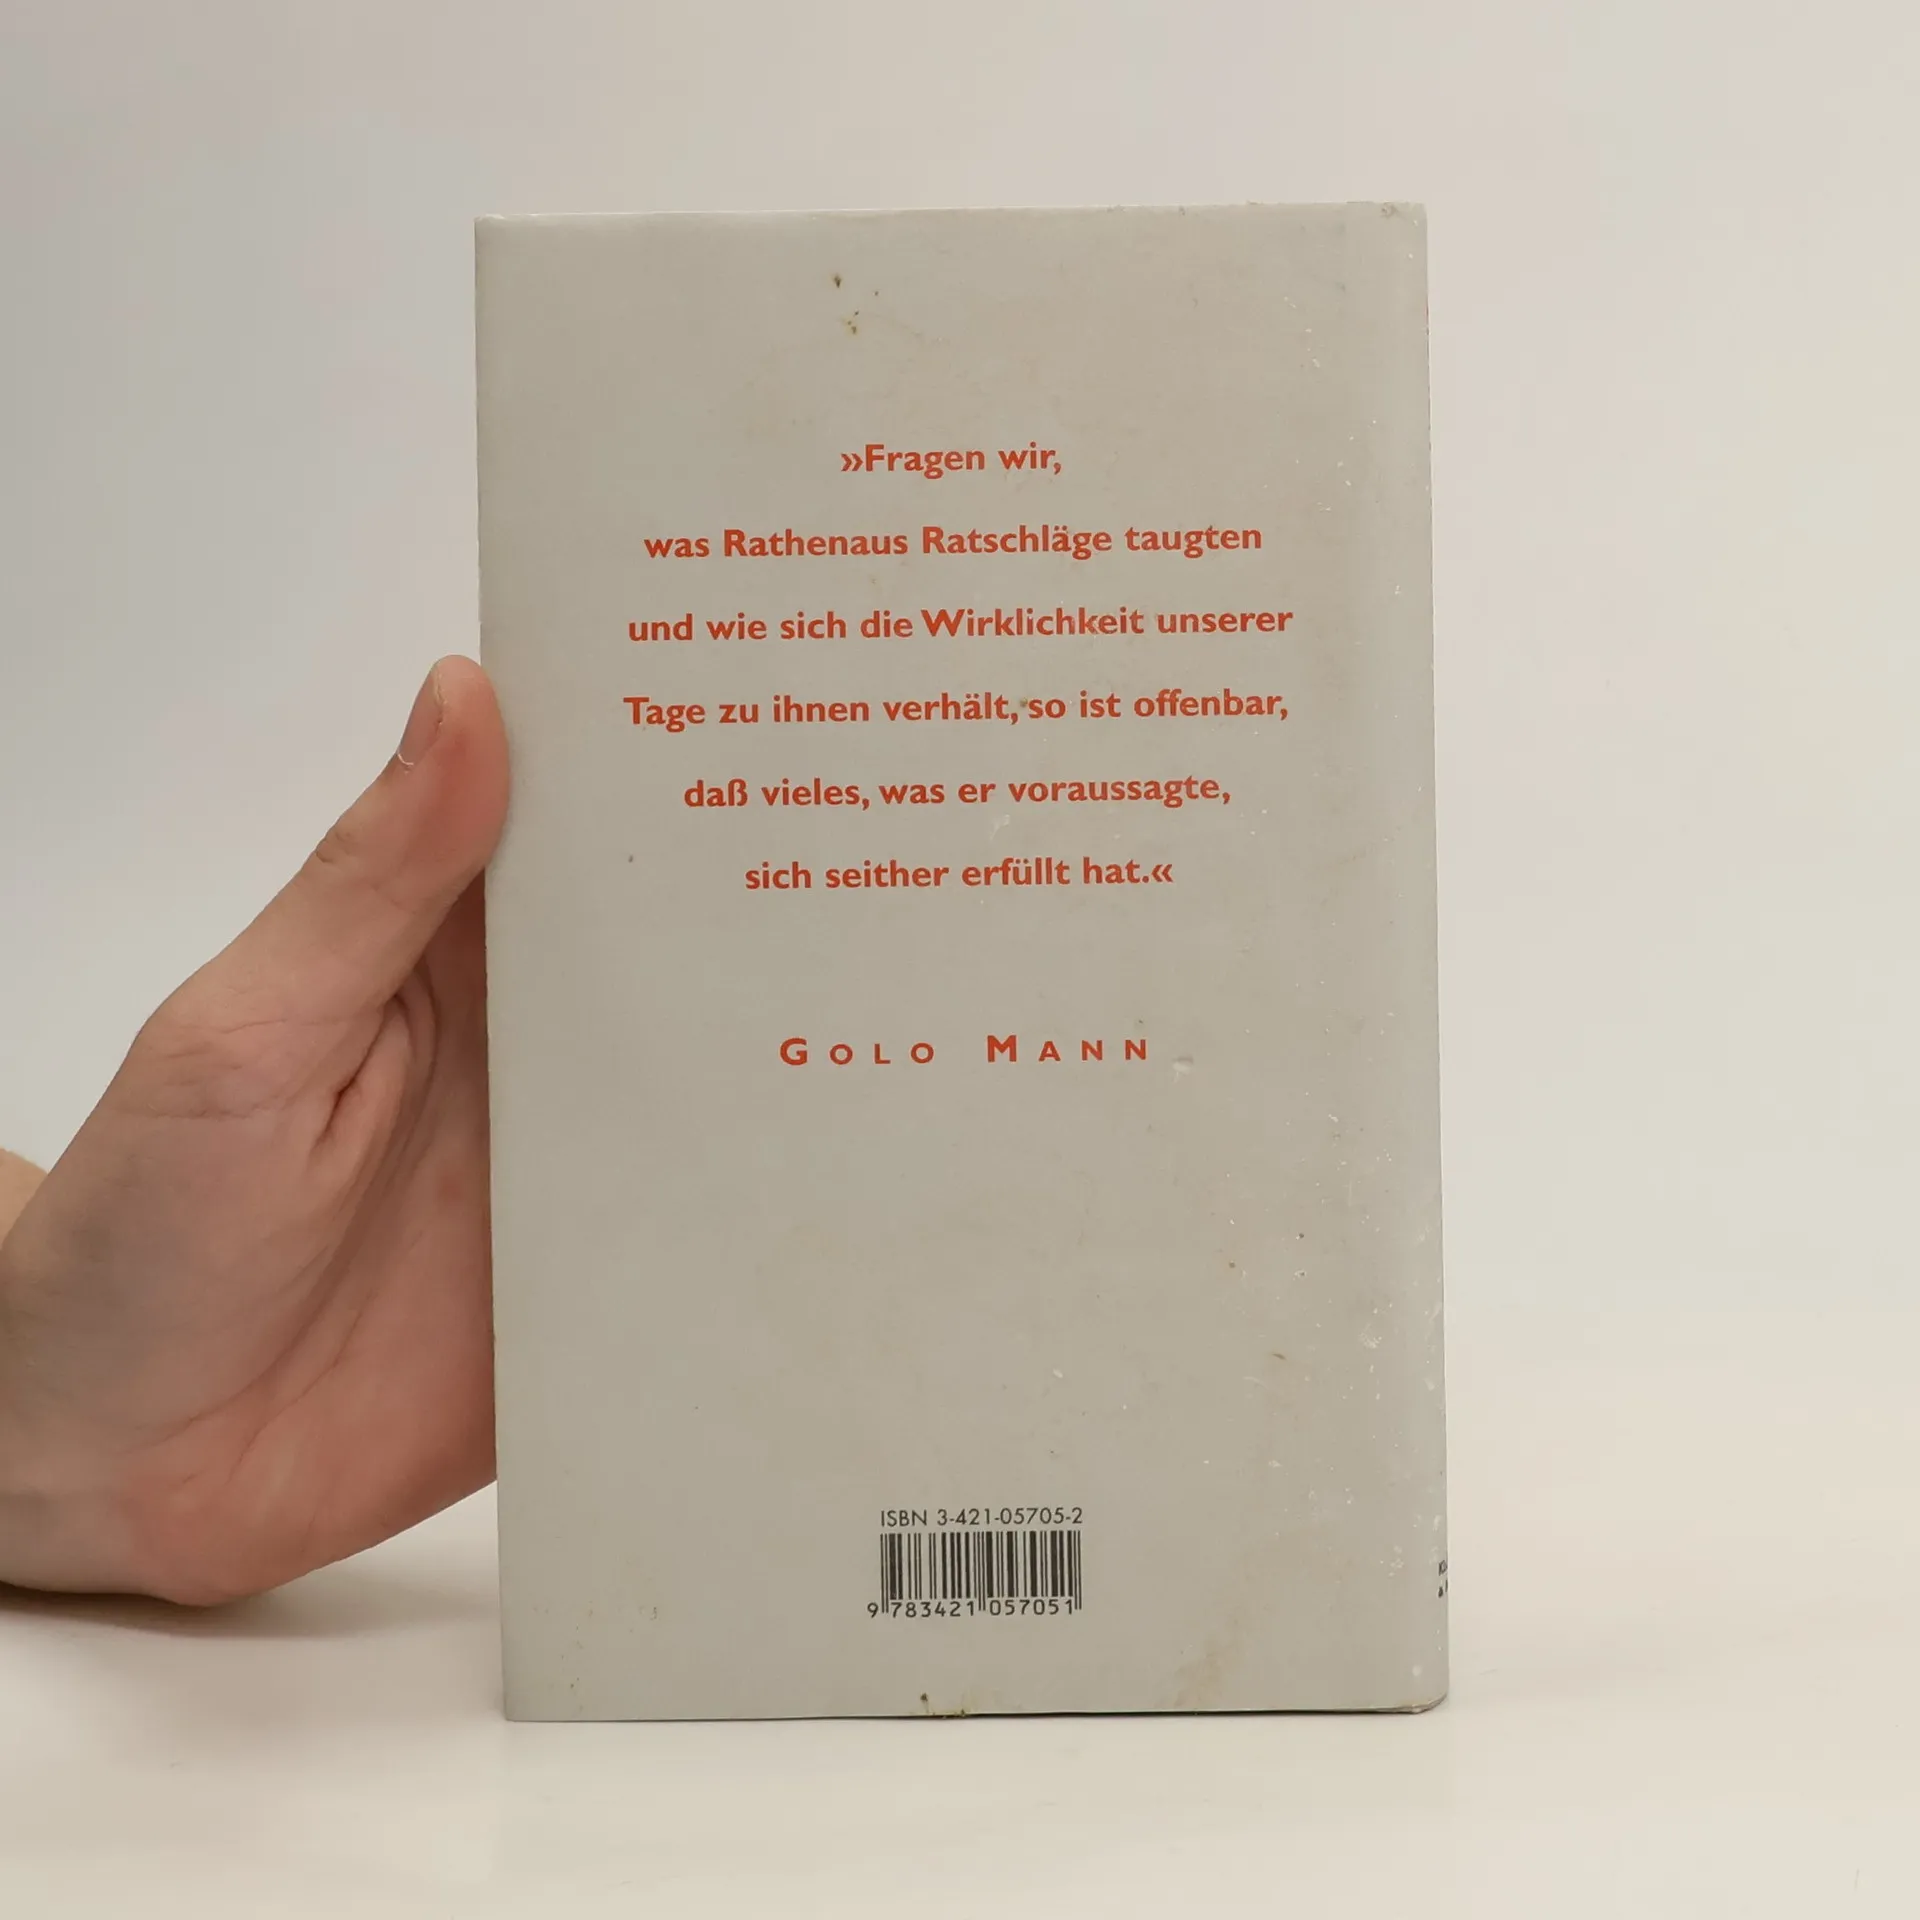 »Fragen wir,
was Rathenaus Ratschläge taugten
und wie sich die Wirklichkeit unserer
Tage zu ihnen verhält, so ist offenbar,
daß vieles, was er voraussagte,
sich seither erfüllt hat.«
GOLO MANN
ISBN 3-421-05705-2
9 783421 057051